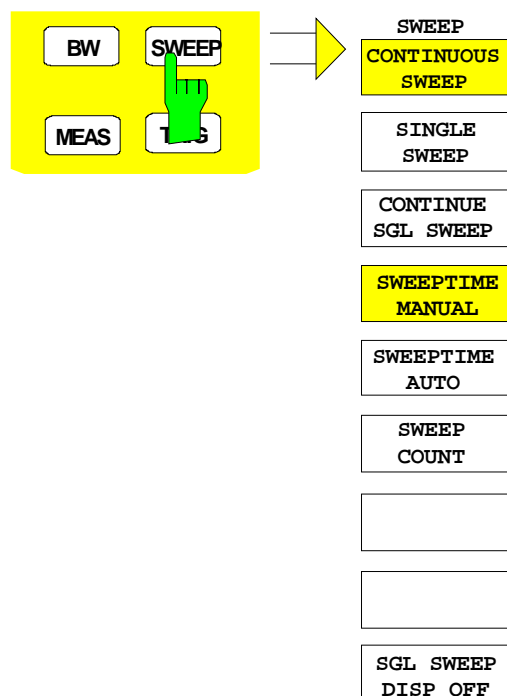 BW
SWEEP
MEAS
SWEEP
CONTINUOUS
SWEEP
SINGLE
SWEEP
CONTINUE
SGL SWEEP
SWEEPTIME
MANUAL
SWEEPTIME
AUTO
SWEEP
COUNT
SGL SWEEP
DISP OFF